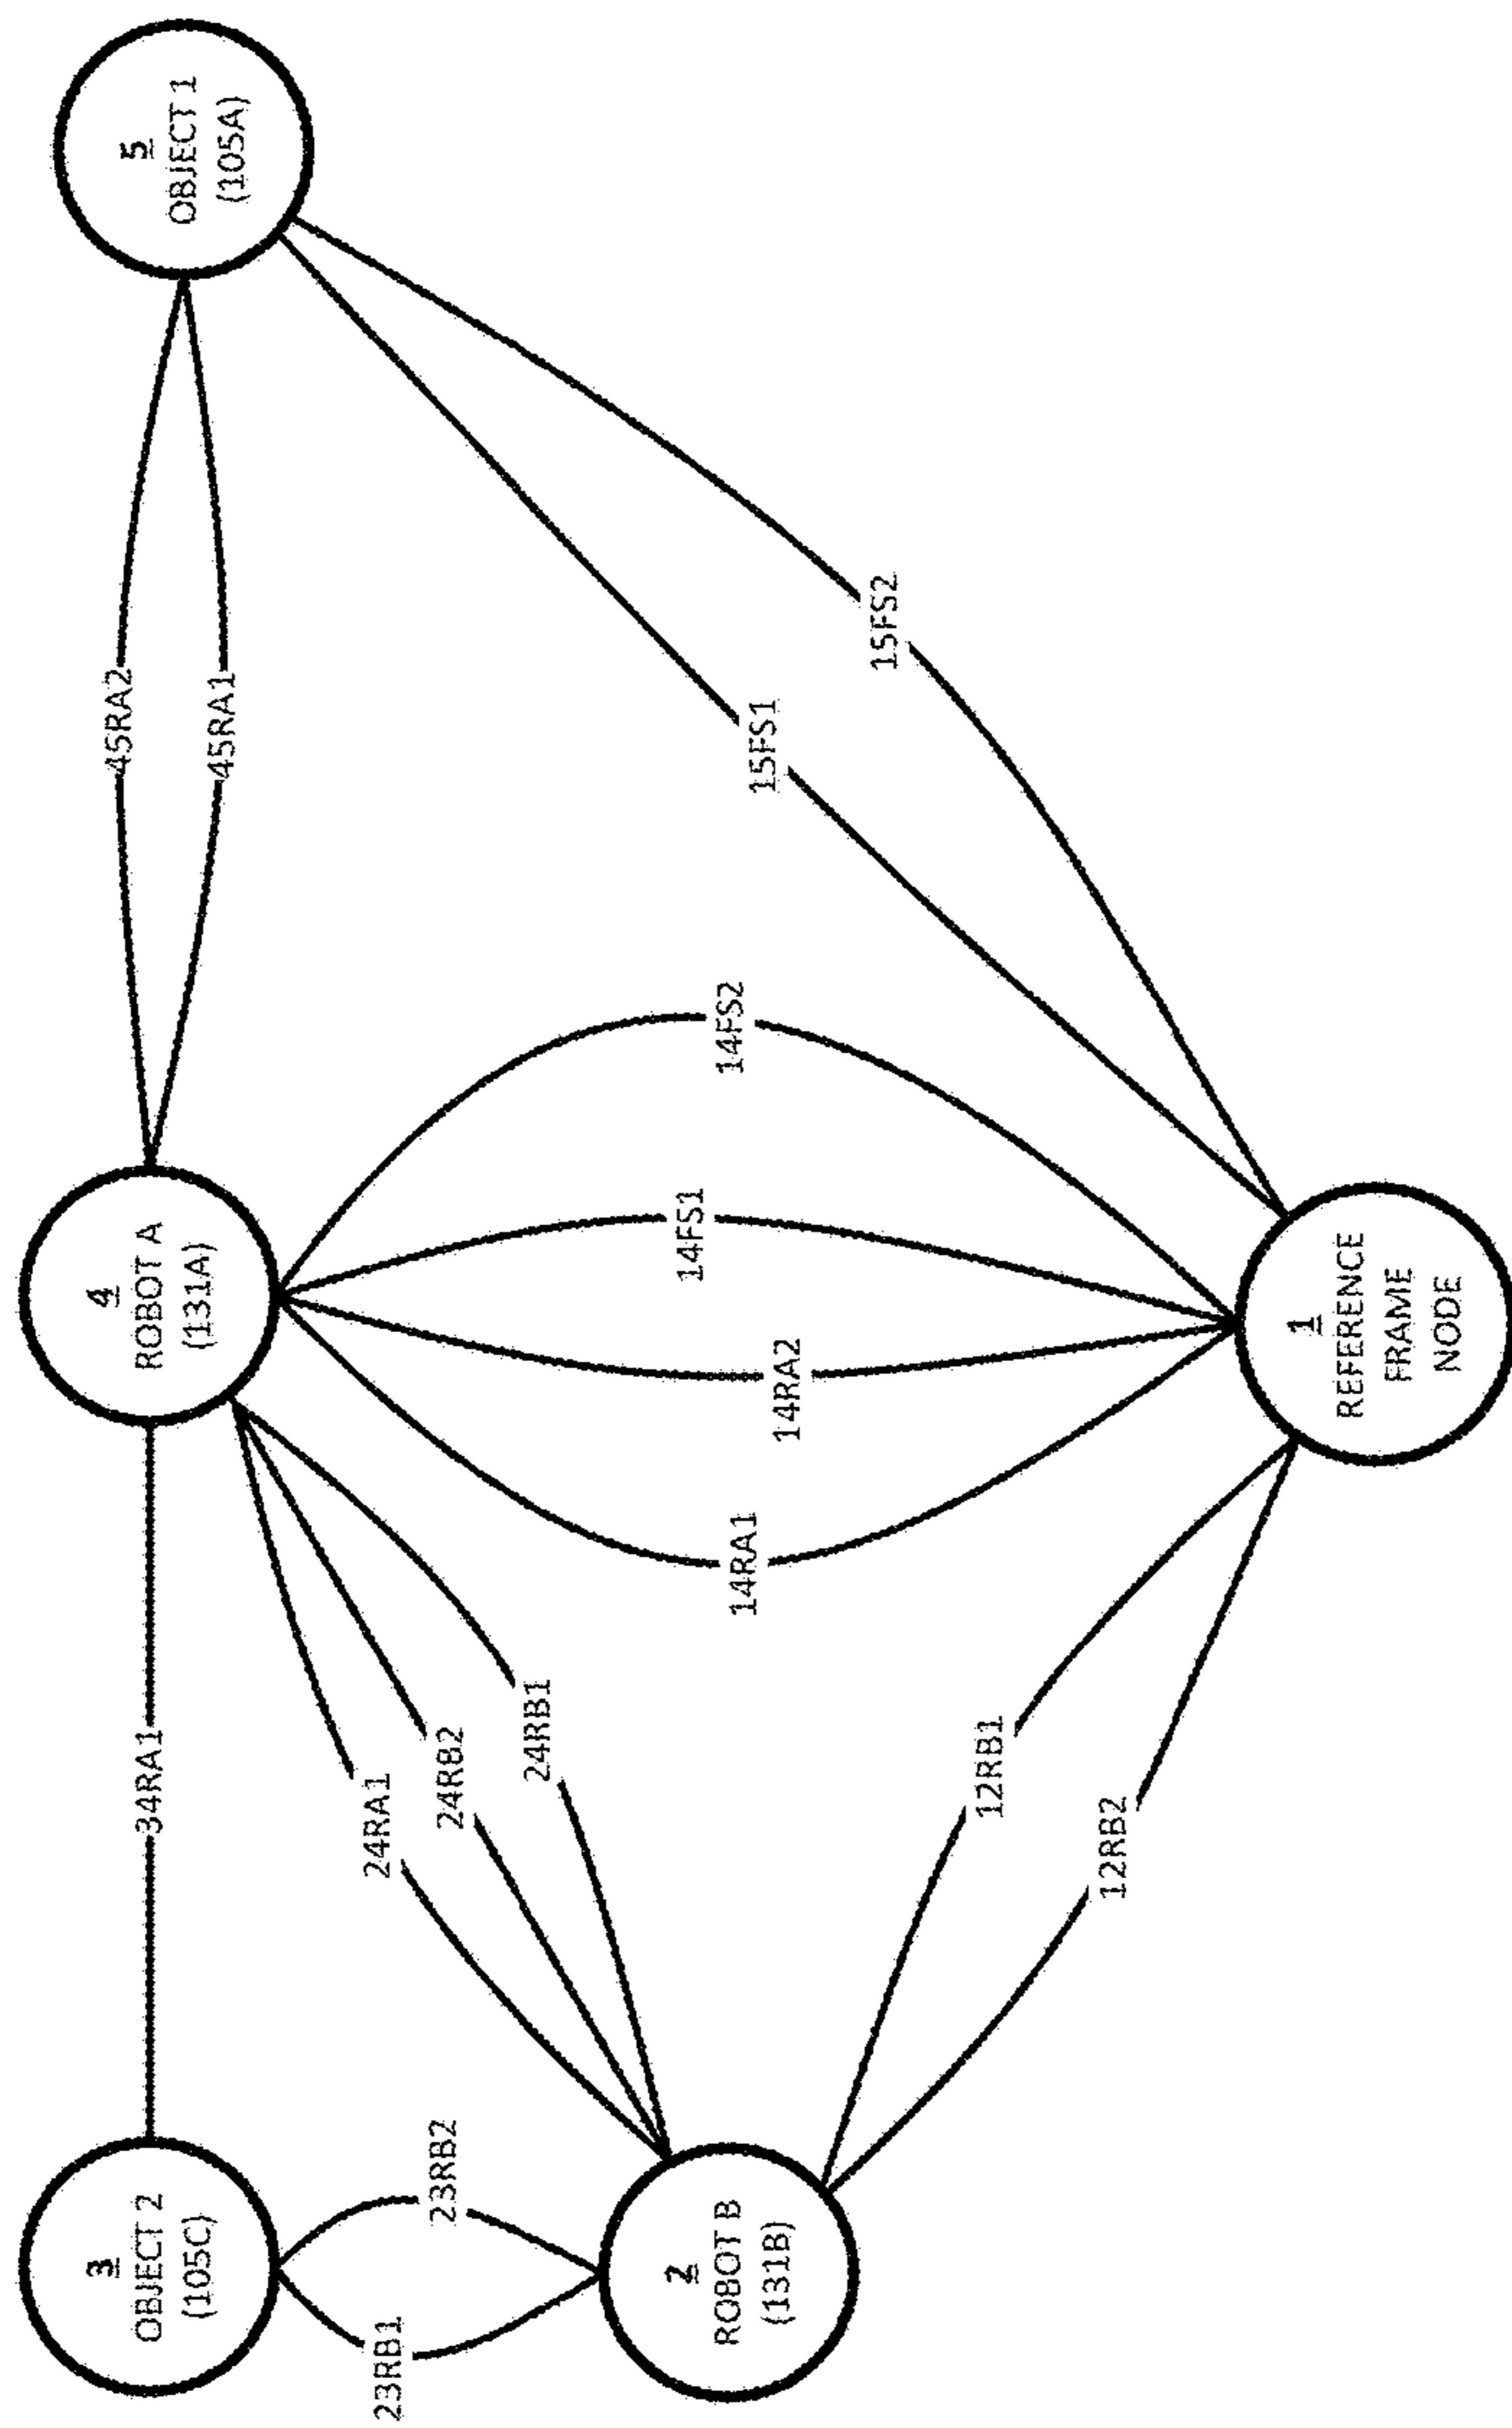 3
OBJECT 2
(105C)
34RA1
4
ROBOT A
(131A)
45RA2
45RA1
5
OBJECT 1
(105A)
23RB1
23RB2
24RA1
24RB2
24RB1
14RA1
14RA2
14FS1
14FS2
15FS1
15FS2
2
ROBOT B
(131B)
12RB1
12RB2
1
REFERENCE
FRAME
NODE